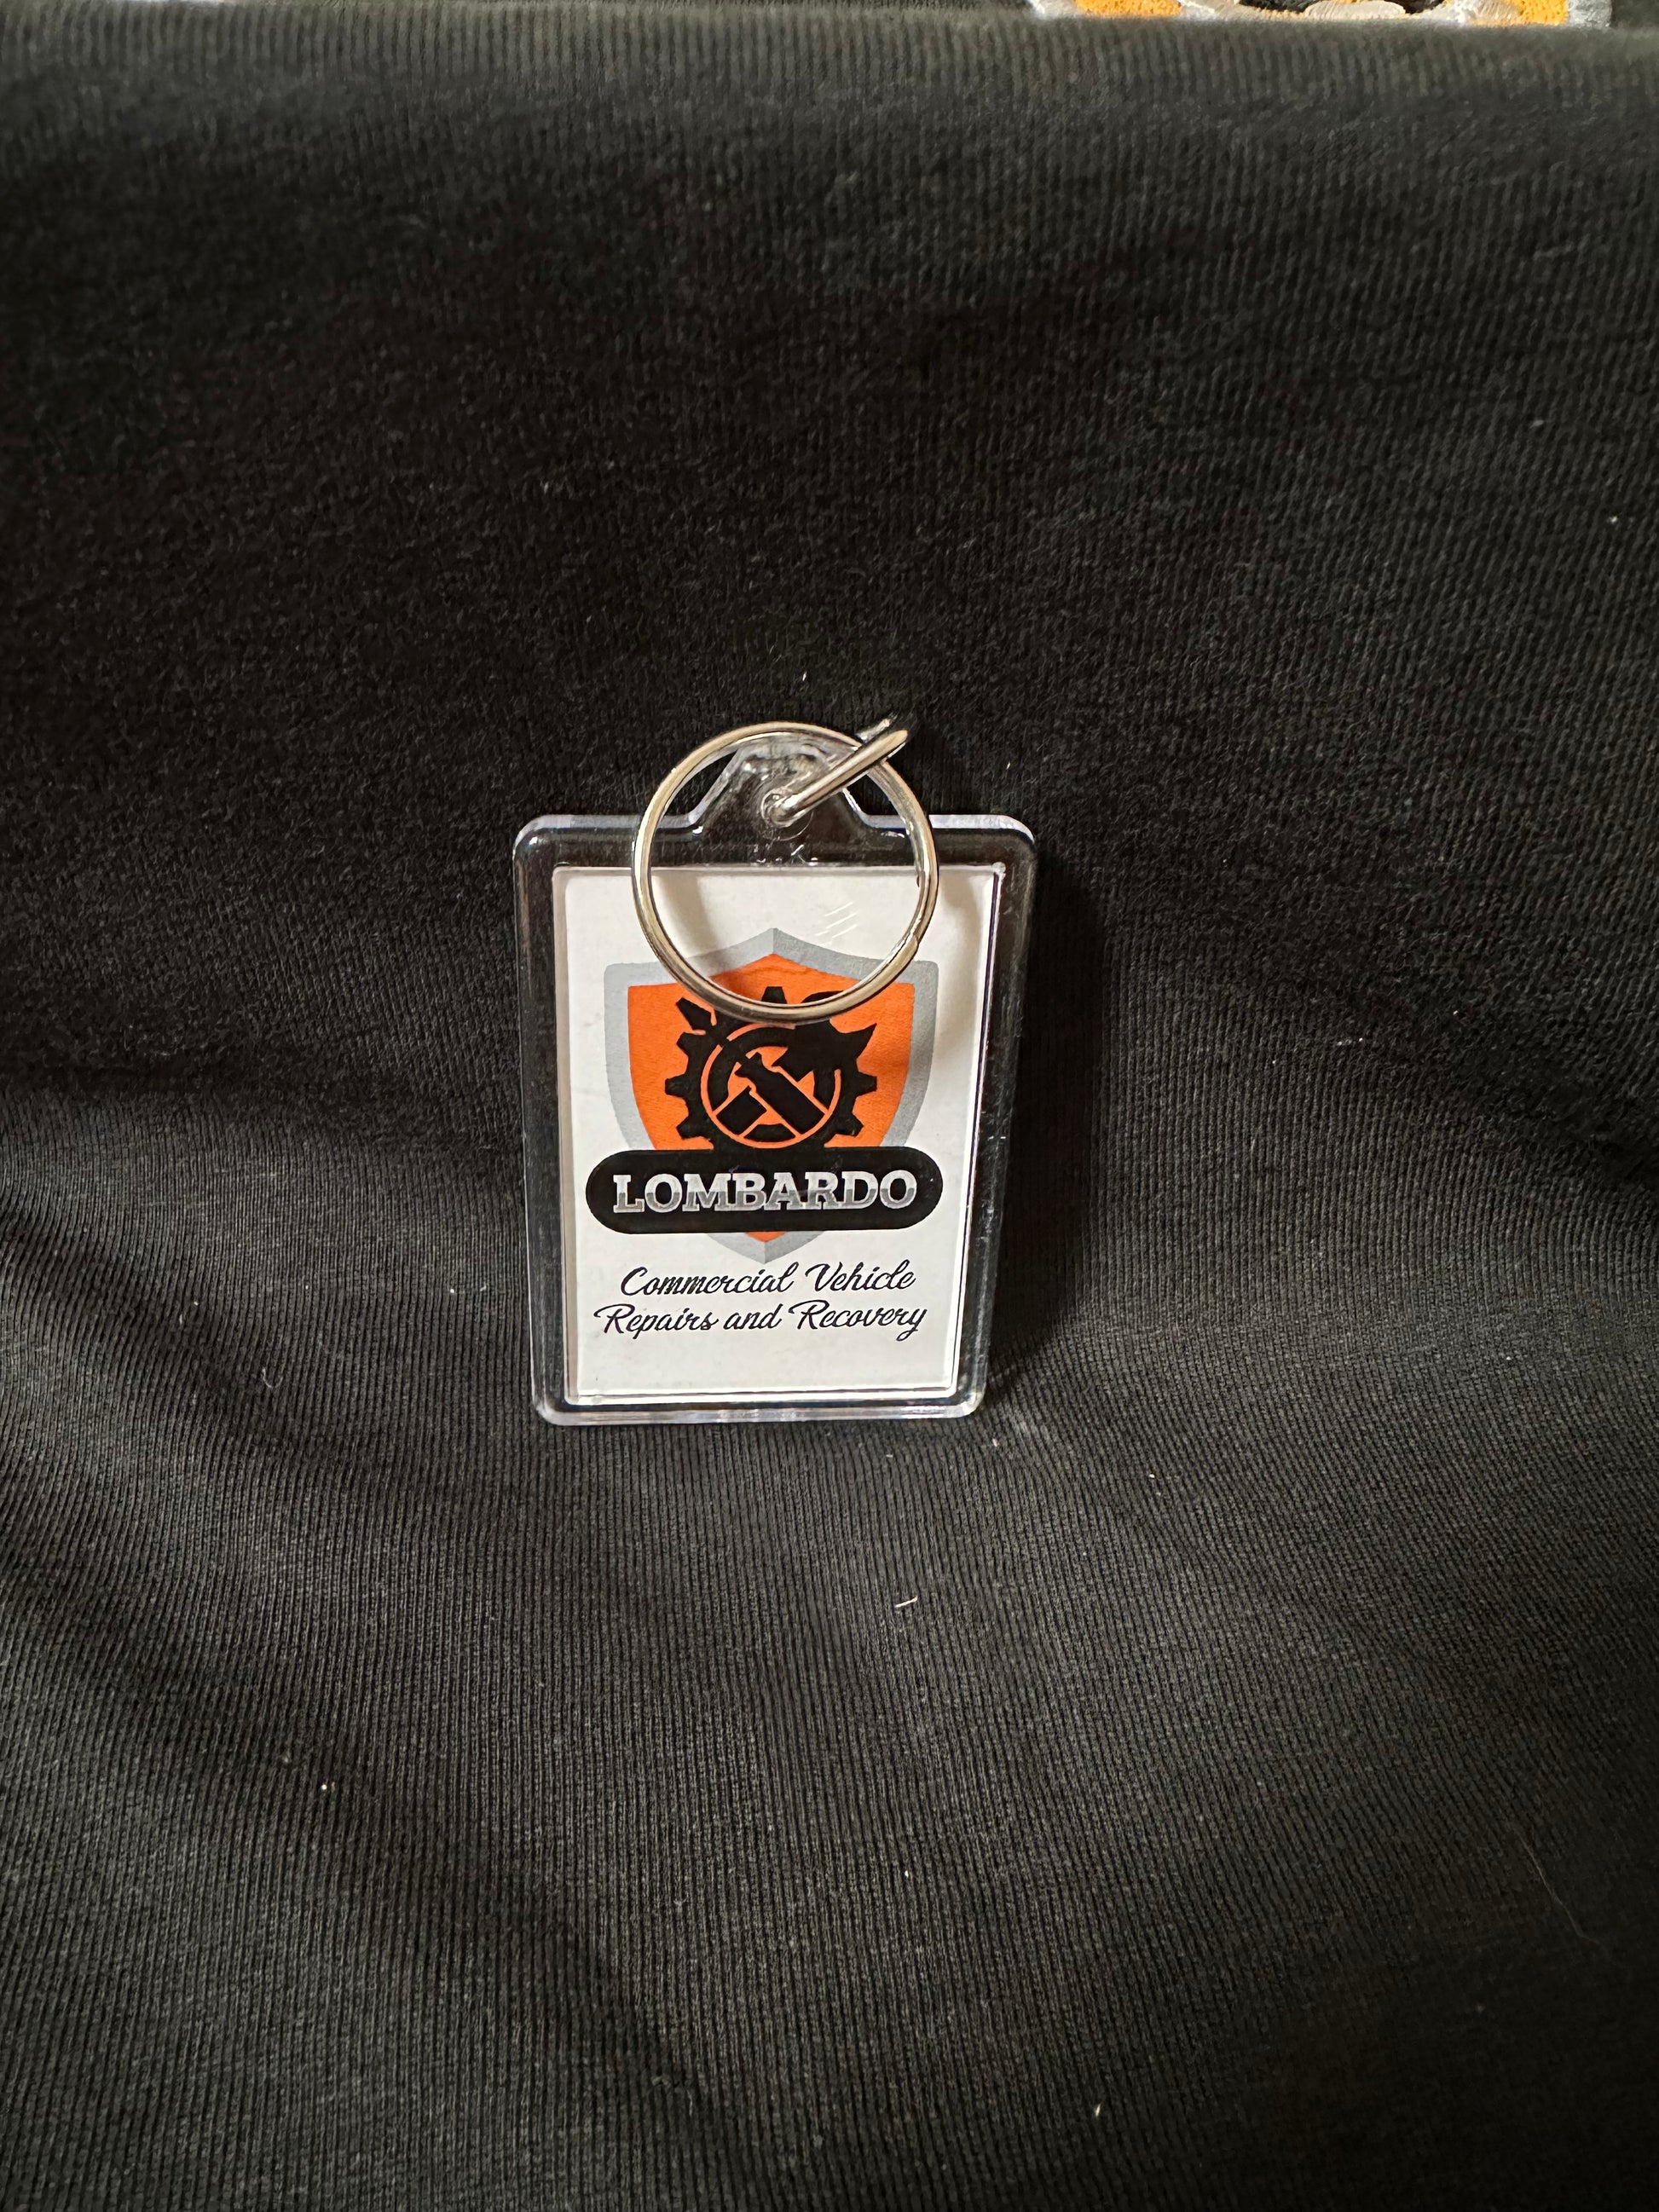 U.K.
LOMBARDO
Commercial Vehicle
Repairs and Recovery